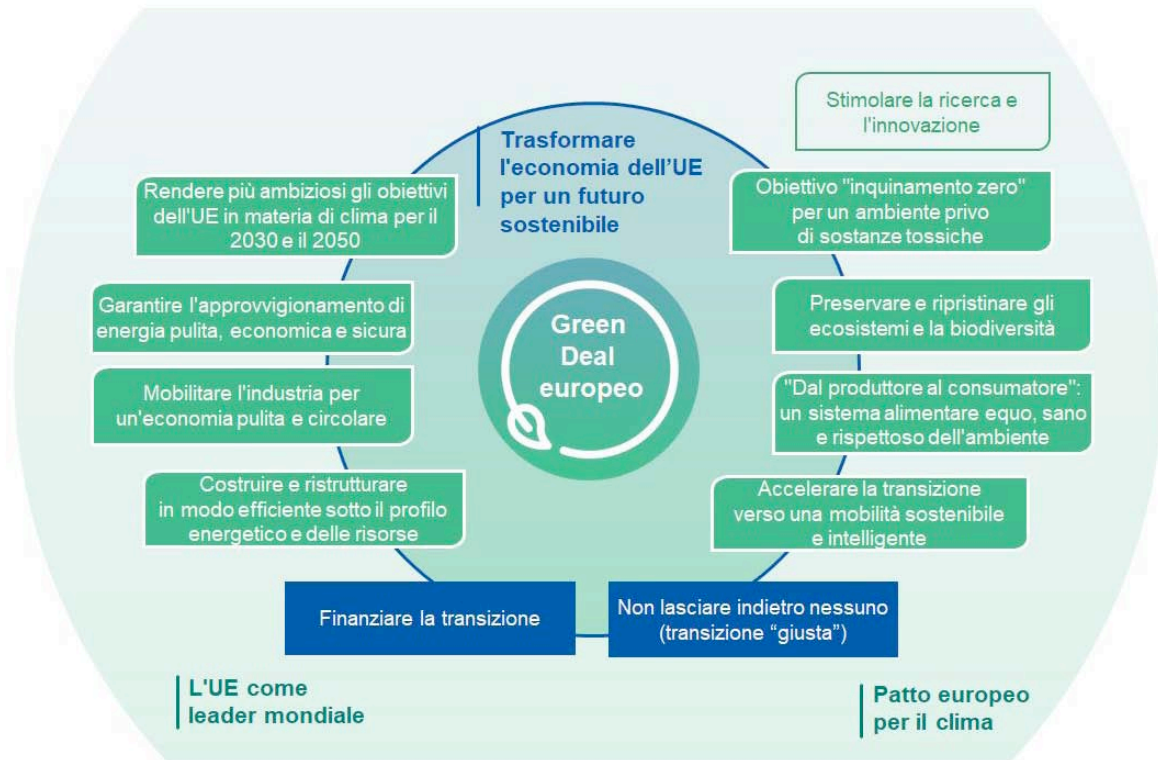 Stimolare la ricerca e
l'innovazione
Trasformare
l'economia dell'UE
per un futuro
sostenibile
Rendere più ambiziosi gli obiettivi
dell'UE in materia di clima per il
2030 e il 2050
Obiettivo "inquinamento zero"
per un ambiente privo
di sostanze tossiche
Garantire l'approvvigionamento di
energia pulita, economica e sicura
Preservare e ripristinare gli
ecosistemi e la biodiversità
Green
Deal
europeo
Mobilitare l'industria per
un'economia pulita e circolare
"Dal produttore al consumatore":
un sistema alimentare equo, sano
e rispettoso dell'ambiente
Costruire e ristrutturare
in modo efficiente sotto il profilo
energetico e delle risorse
Accelerare la transizione
verso una mobilità sostenibile
e intelligente
Finanziare la transizione
Non lasciare indietro nessuno
(transizione “giusta”)
L'UE come
leader mondiale
Patto europeo
per il clima